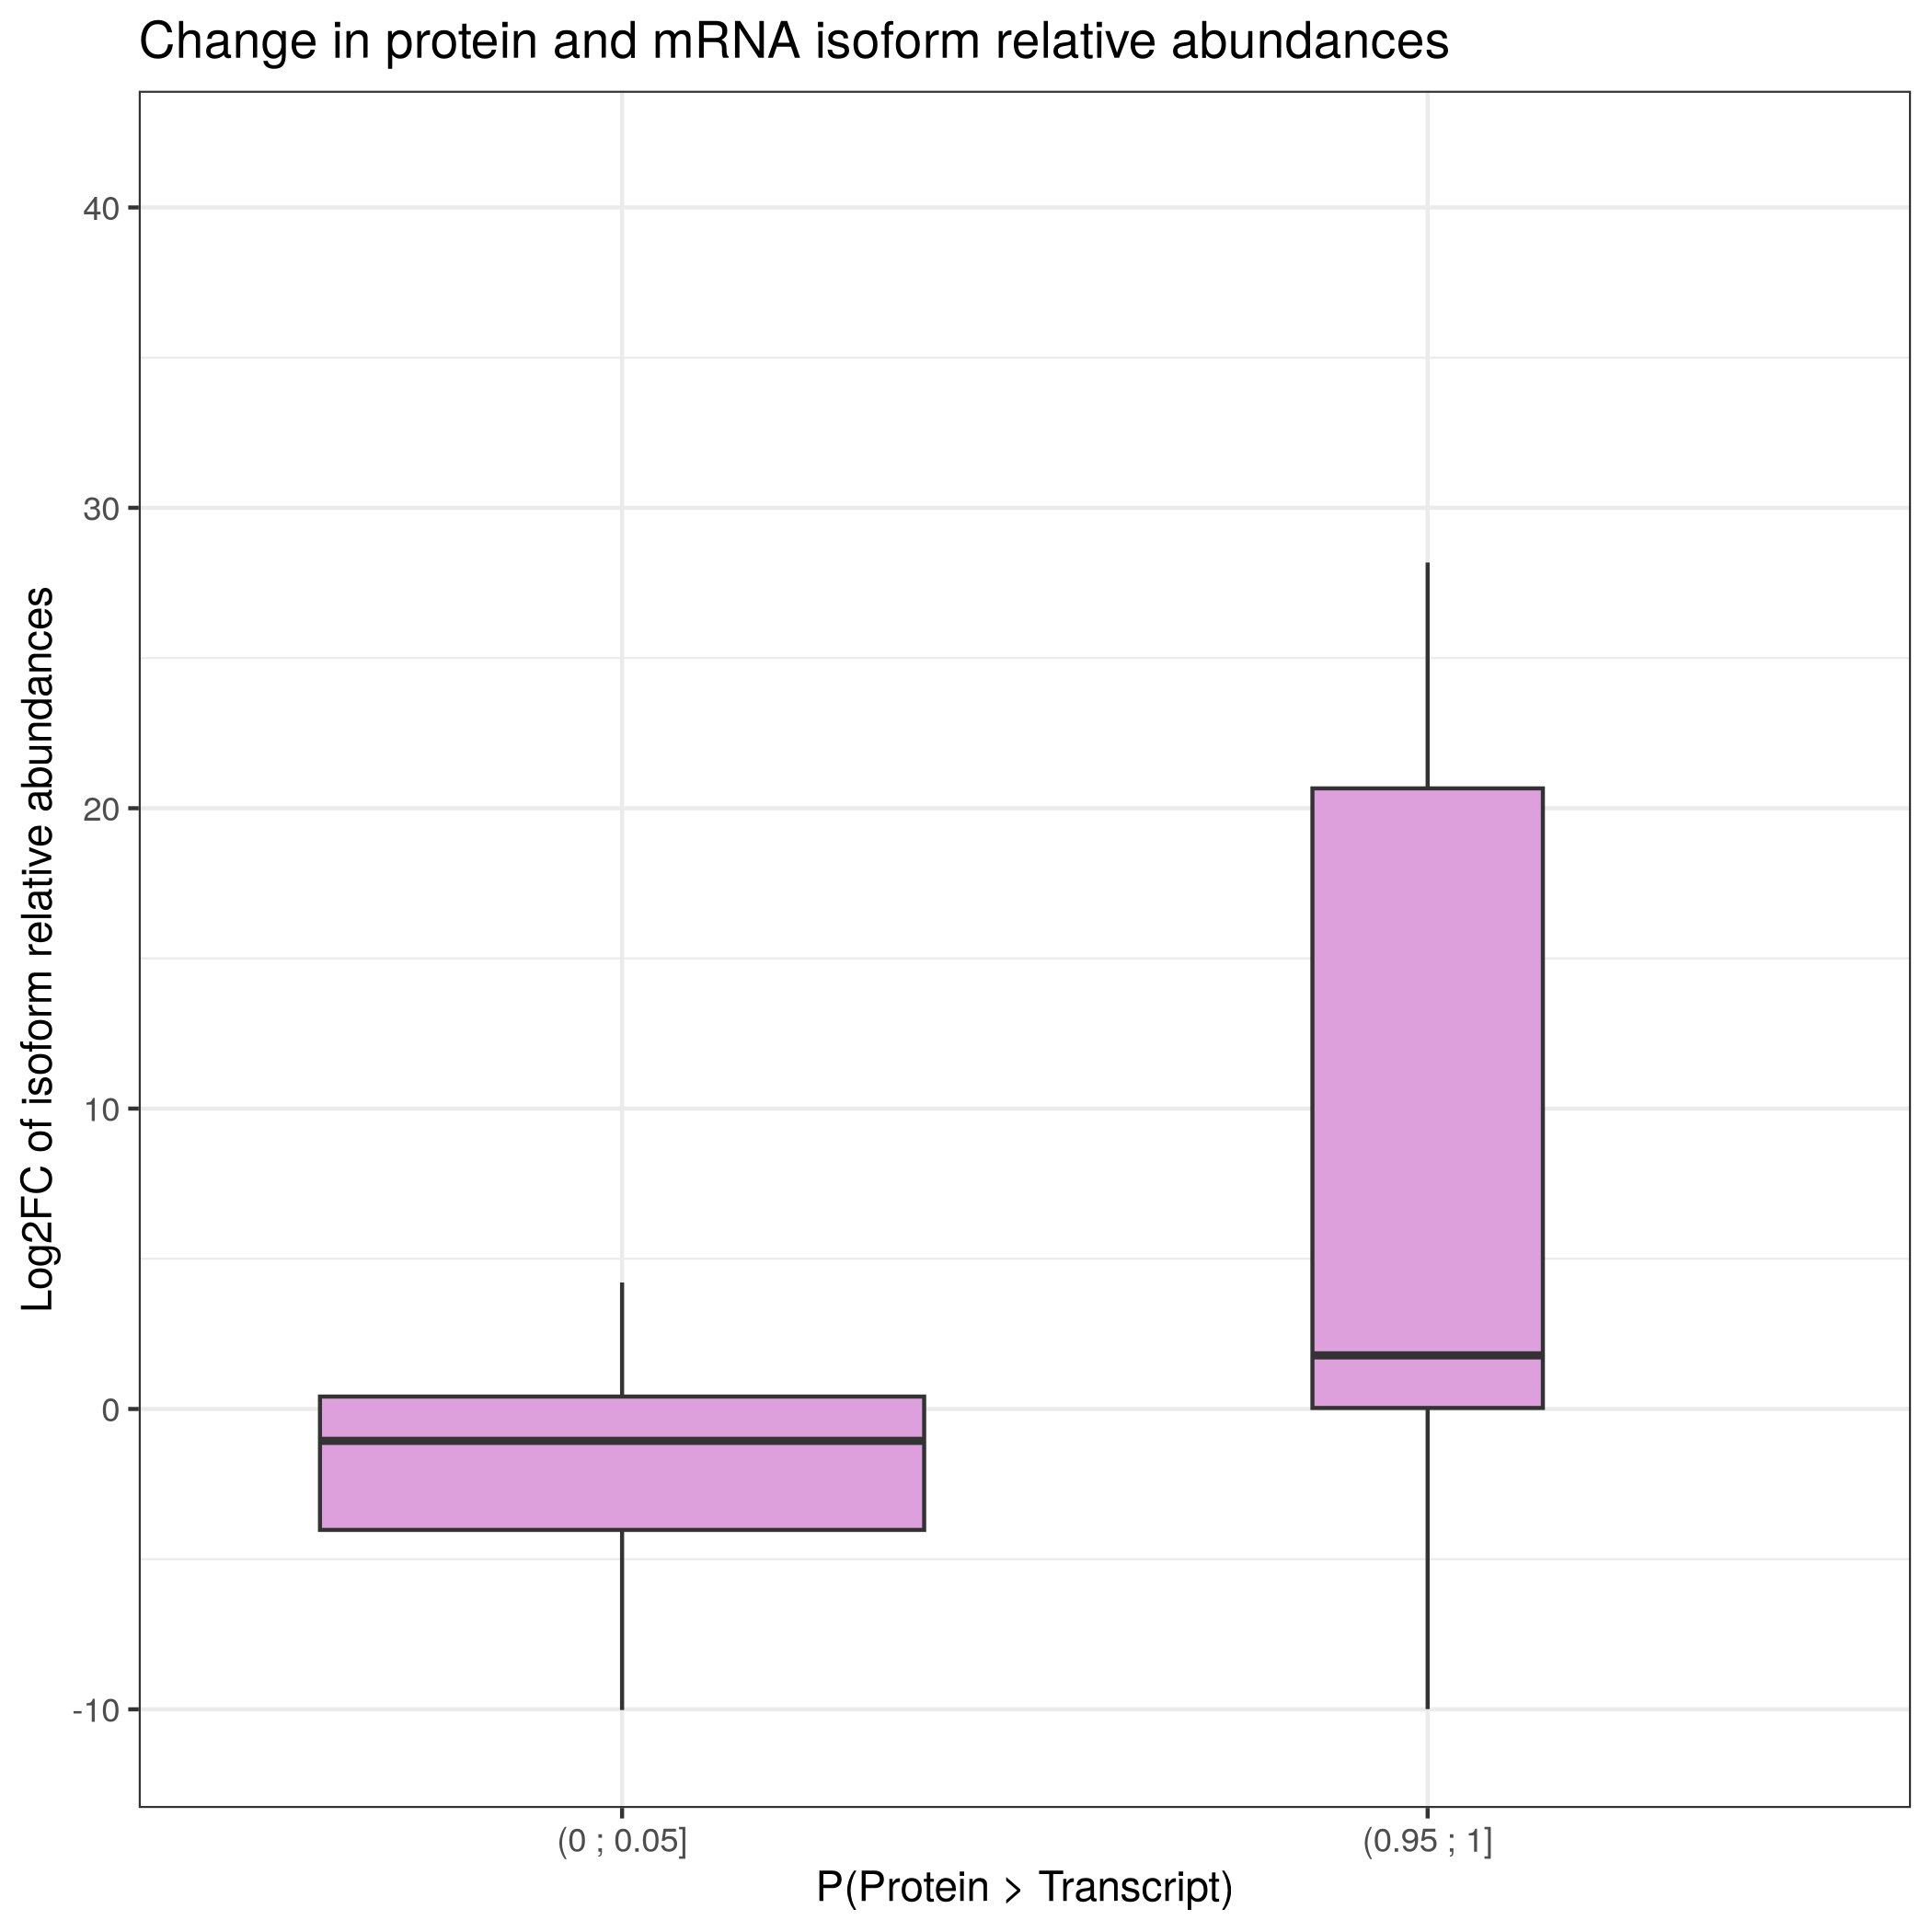 Change in protein and mRNA isoform relative abundances
Log2FC of isoform relative abundances
40
30
20
10
0
-10
(0 ; 0.05]
(0.95 ; 1]
P(Protein > Transcript)